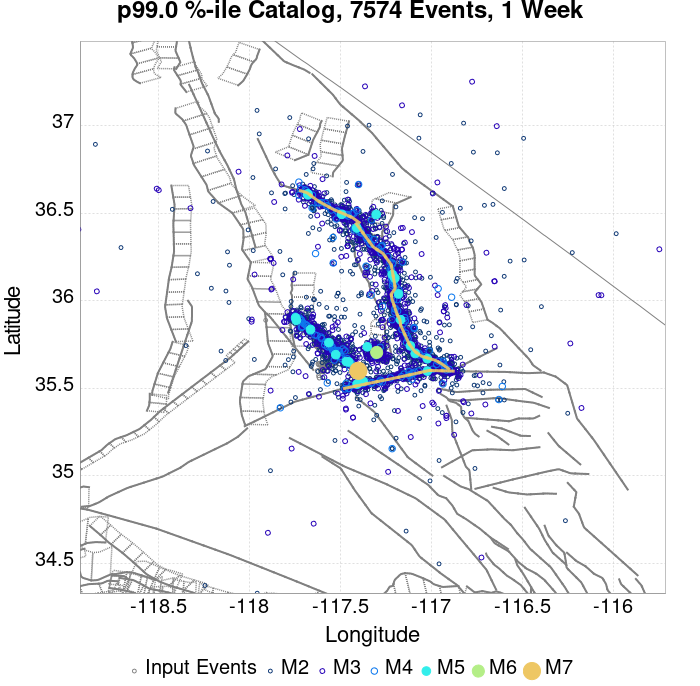 p99.0 %-ile Catalog, 7574 Events, 1 Week
37
36.5
36
35.5
35
34.5
Latitude
-118.5 -118 -117.5 -117 -116.5 -116
Longitude
Input Events M2 M3 M4 M5 M6 M7